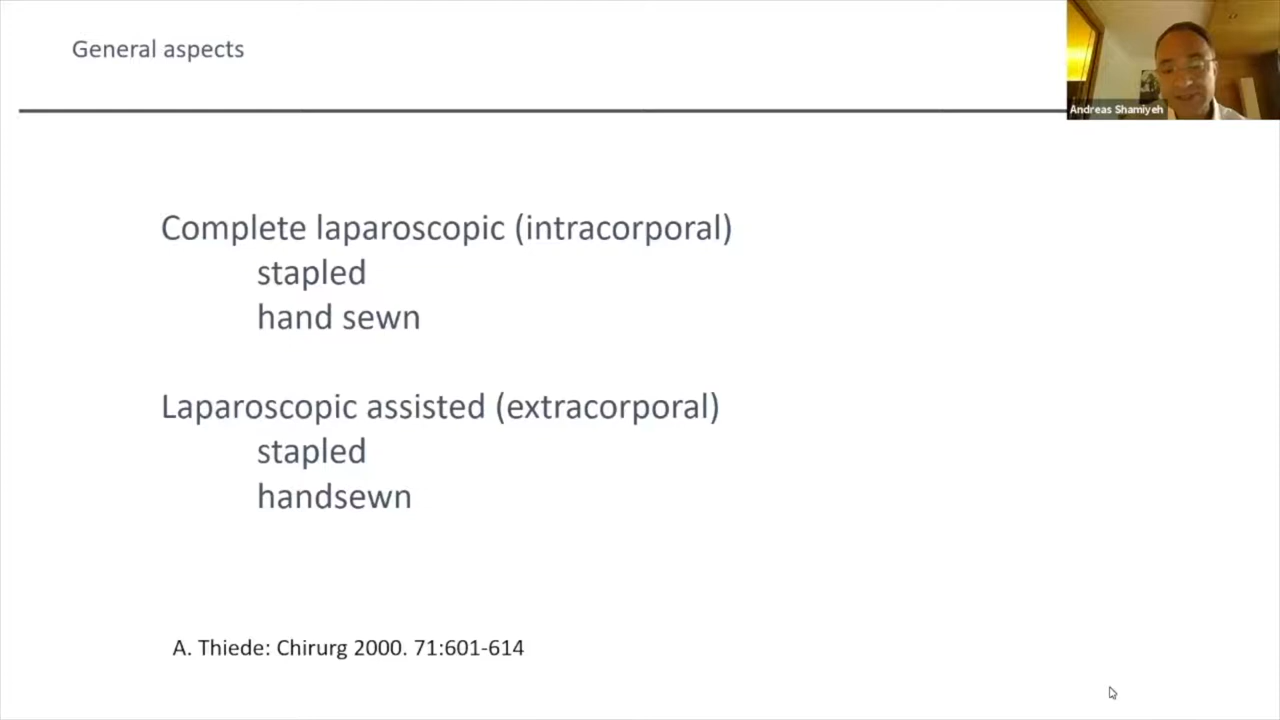 General aspects
Andreas Shamiyeh
Complete laparoscopic (intracorporal)
stapled
hand sewn
Laparoscopic assisted (extracorporal)
stapled
handsewn
A. Thiede: Chirurg 2000. 71:601-614